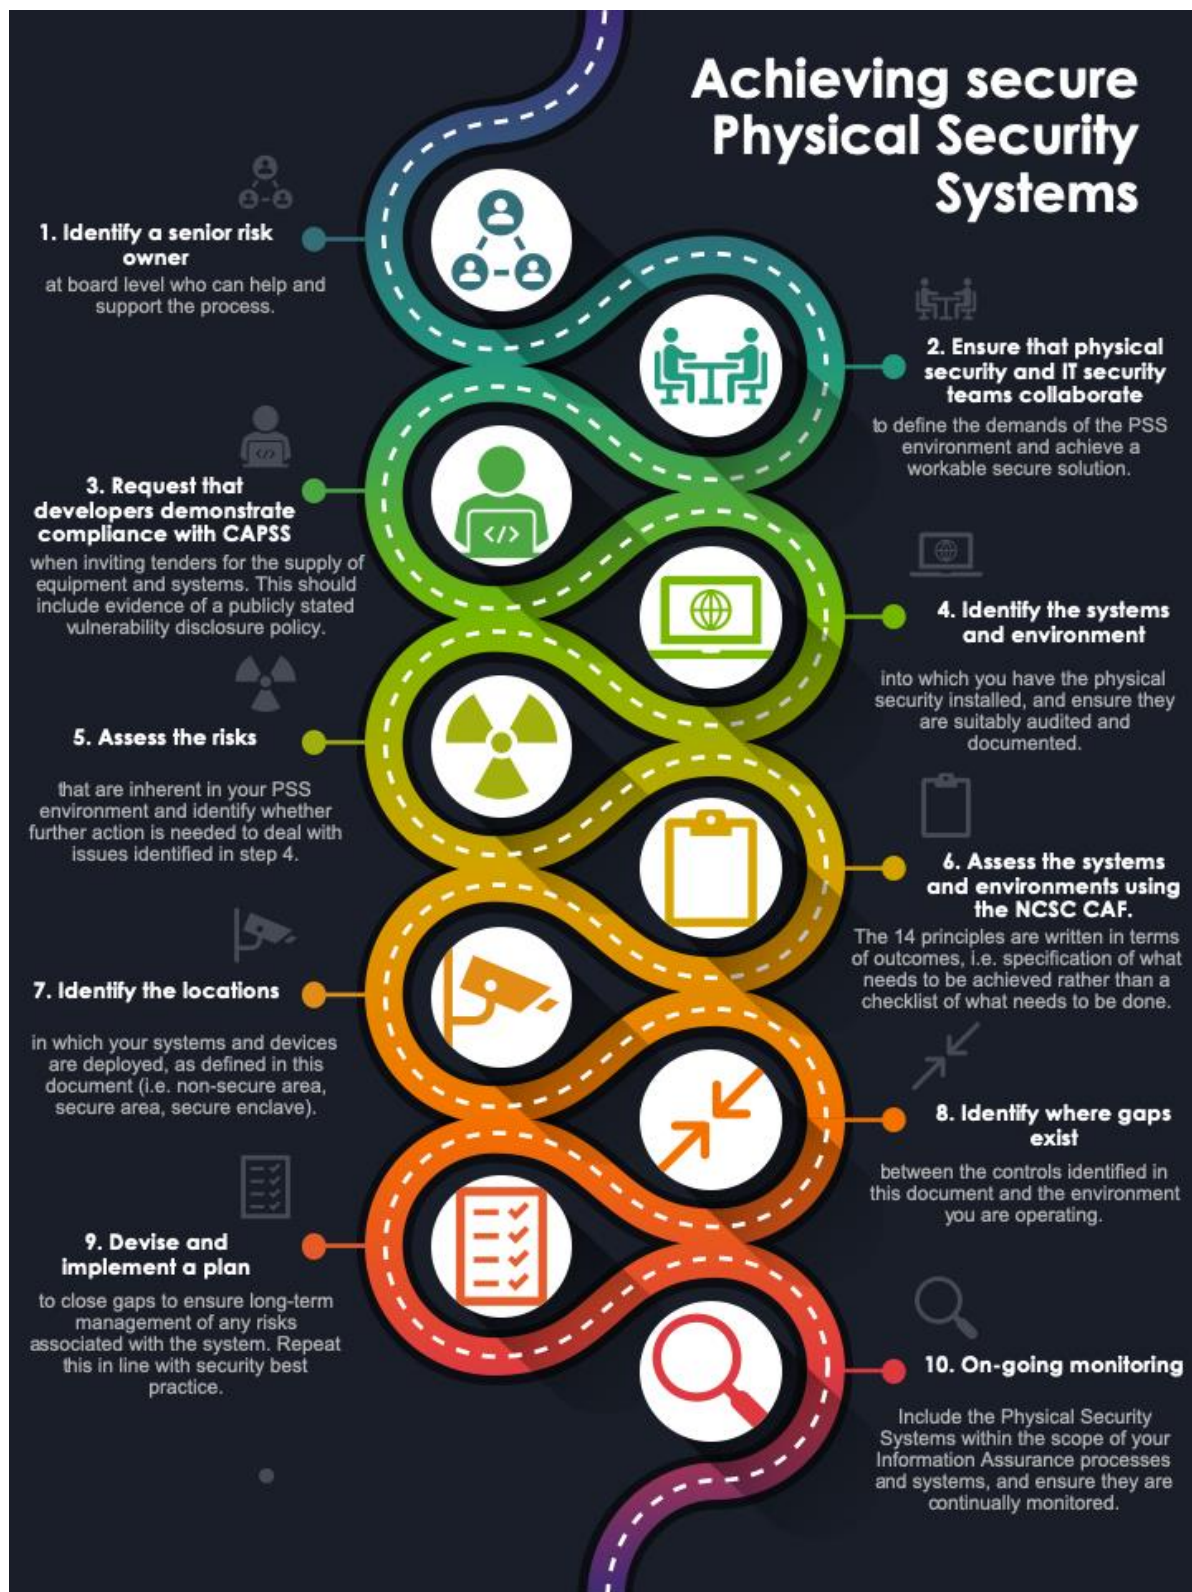 Achieving secure
Physical Security
Systems
1. Identify a senior risk
owner
at board level who can help and
support the process.
2. Ensure that physical
security and IT security
teams collaborate
to define the demands of the PSS
environment and achieve a
workable secure solution.
3. Request that
developers demonstrate
compliance with CAPSS
when inviting tenders for the supply of
equipment and systems. This should
include evidence of a publicly stated
vulnerability disclosure policy.
4. Identify the systems
and environment
into which you have the physical
security installed, and ensure they
are suitably audited and
documented.
5. Assess the risks
that are inherent in your PSS
environment and identify whether
further action is needed to deal with
issues identified in step 4.
6. Assess the systems
and environments using
the NCSC CAF.
The 14 principles are written in terms
of outcomes, i.e. specification of what
needs to be achieved rather than a
checklist of what needs to be done.
7. Identify the locations
in which your systems and devices
are deployed, as defined in this
document (i.e. non-secure area,
secure area, secure enclave).
8. Identify where gaps
exist
between the controls identified in
this document and the environment
you are operating.
9. Devise and
implement a plan
to close gaps to ensure long-term
management of any risks
associated with the system. Repeat
this in line with security best
practice.
10. On-going monitoring
Include the Physical Security
Systems within the scope of your
Information Assurance processes
and systems, and ensure they are
continually monitored.